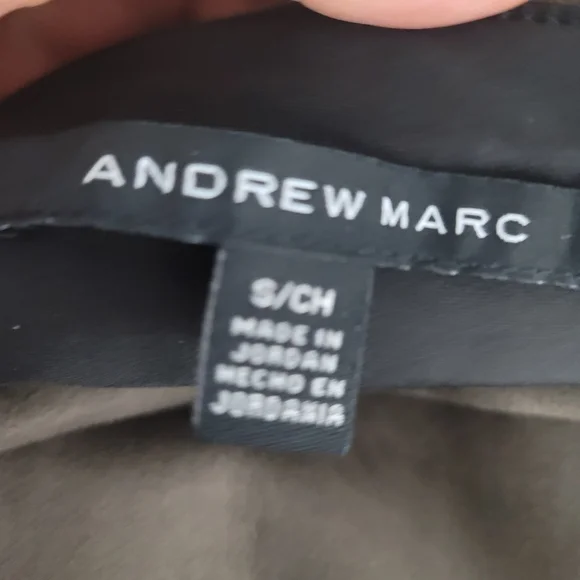 ANDREW MARC
S/CH
MADE IN
JORDAN
HECHO EN
JORDANIA